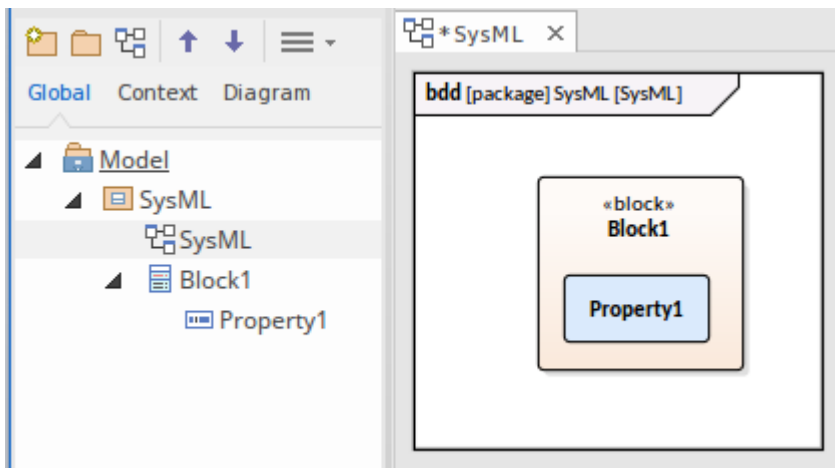 *SysML
Global Context Diagram
bdd [package] SysML [SysML]
Model
SysML
SysML
Block1
Property1
«block»
Block1
Property1